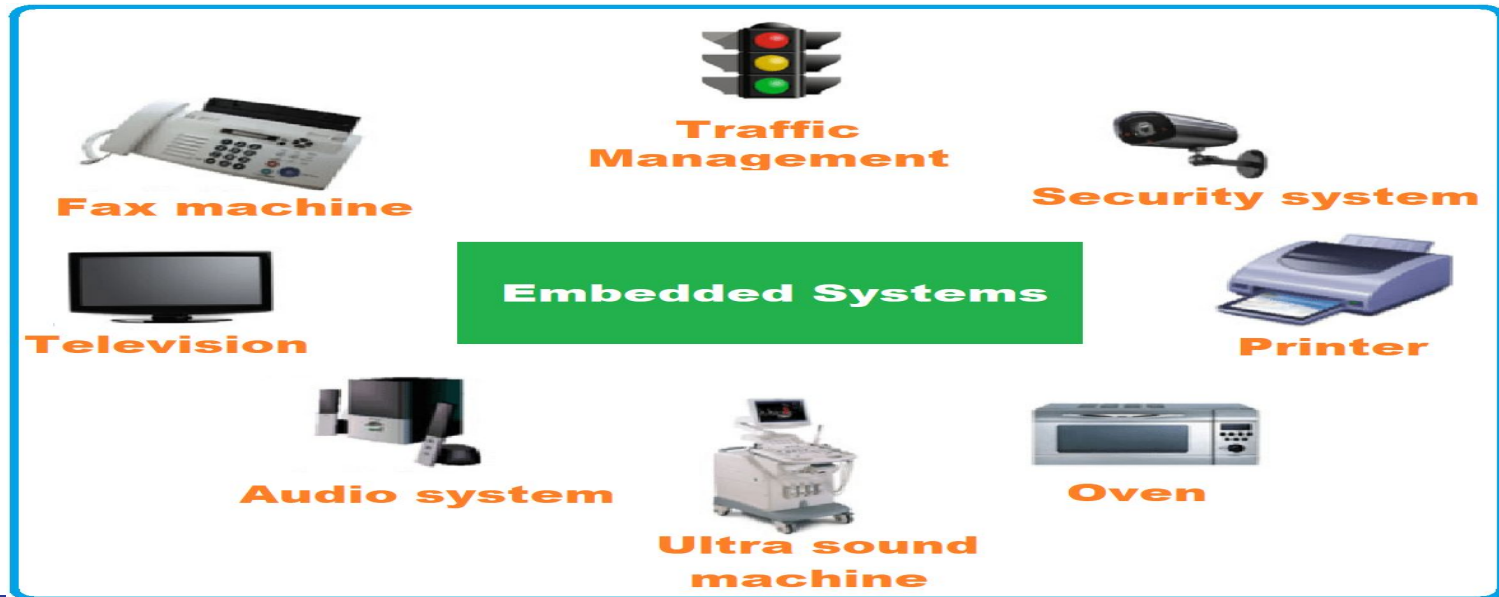 Traffic
Management
Fax machine
Security system
Embedded Systems
Television
Printer
Audio system
Oven
Ultra sound
machine